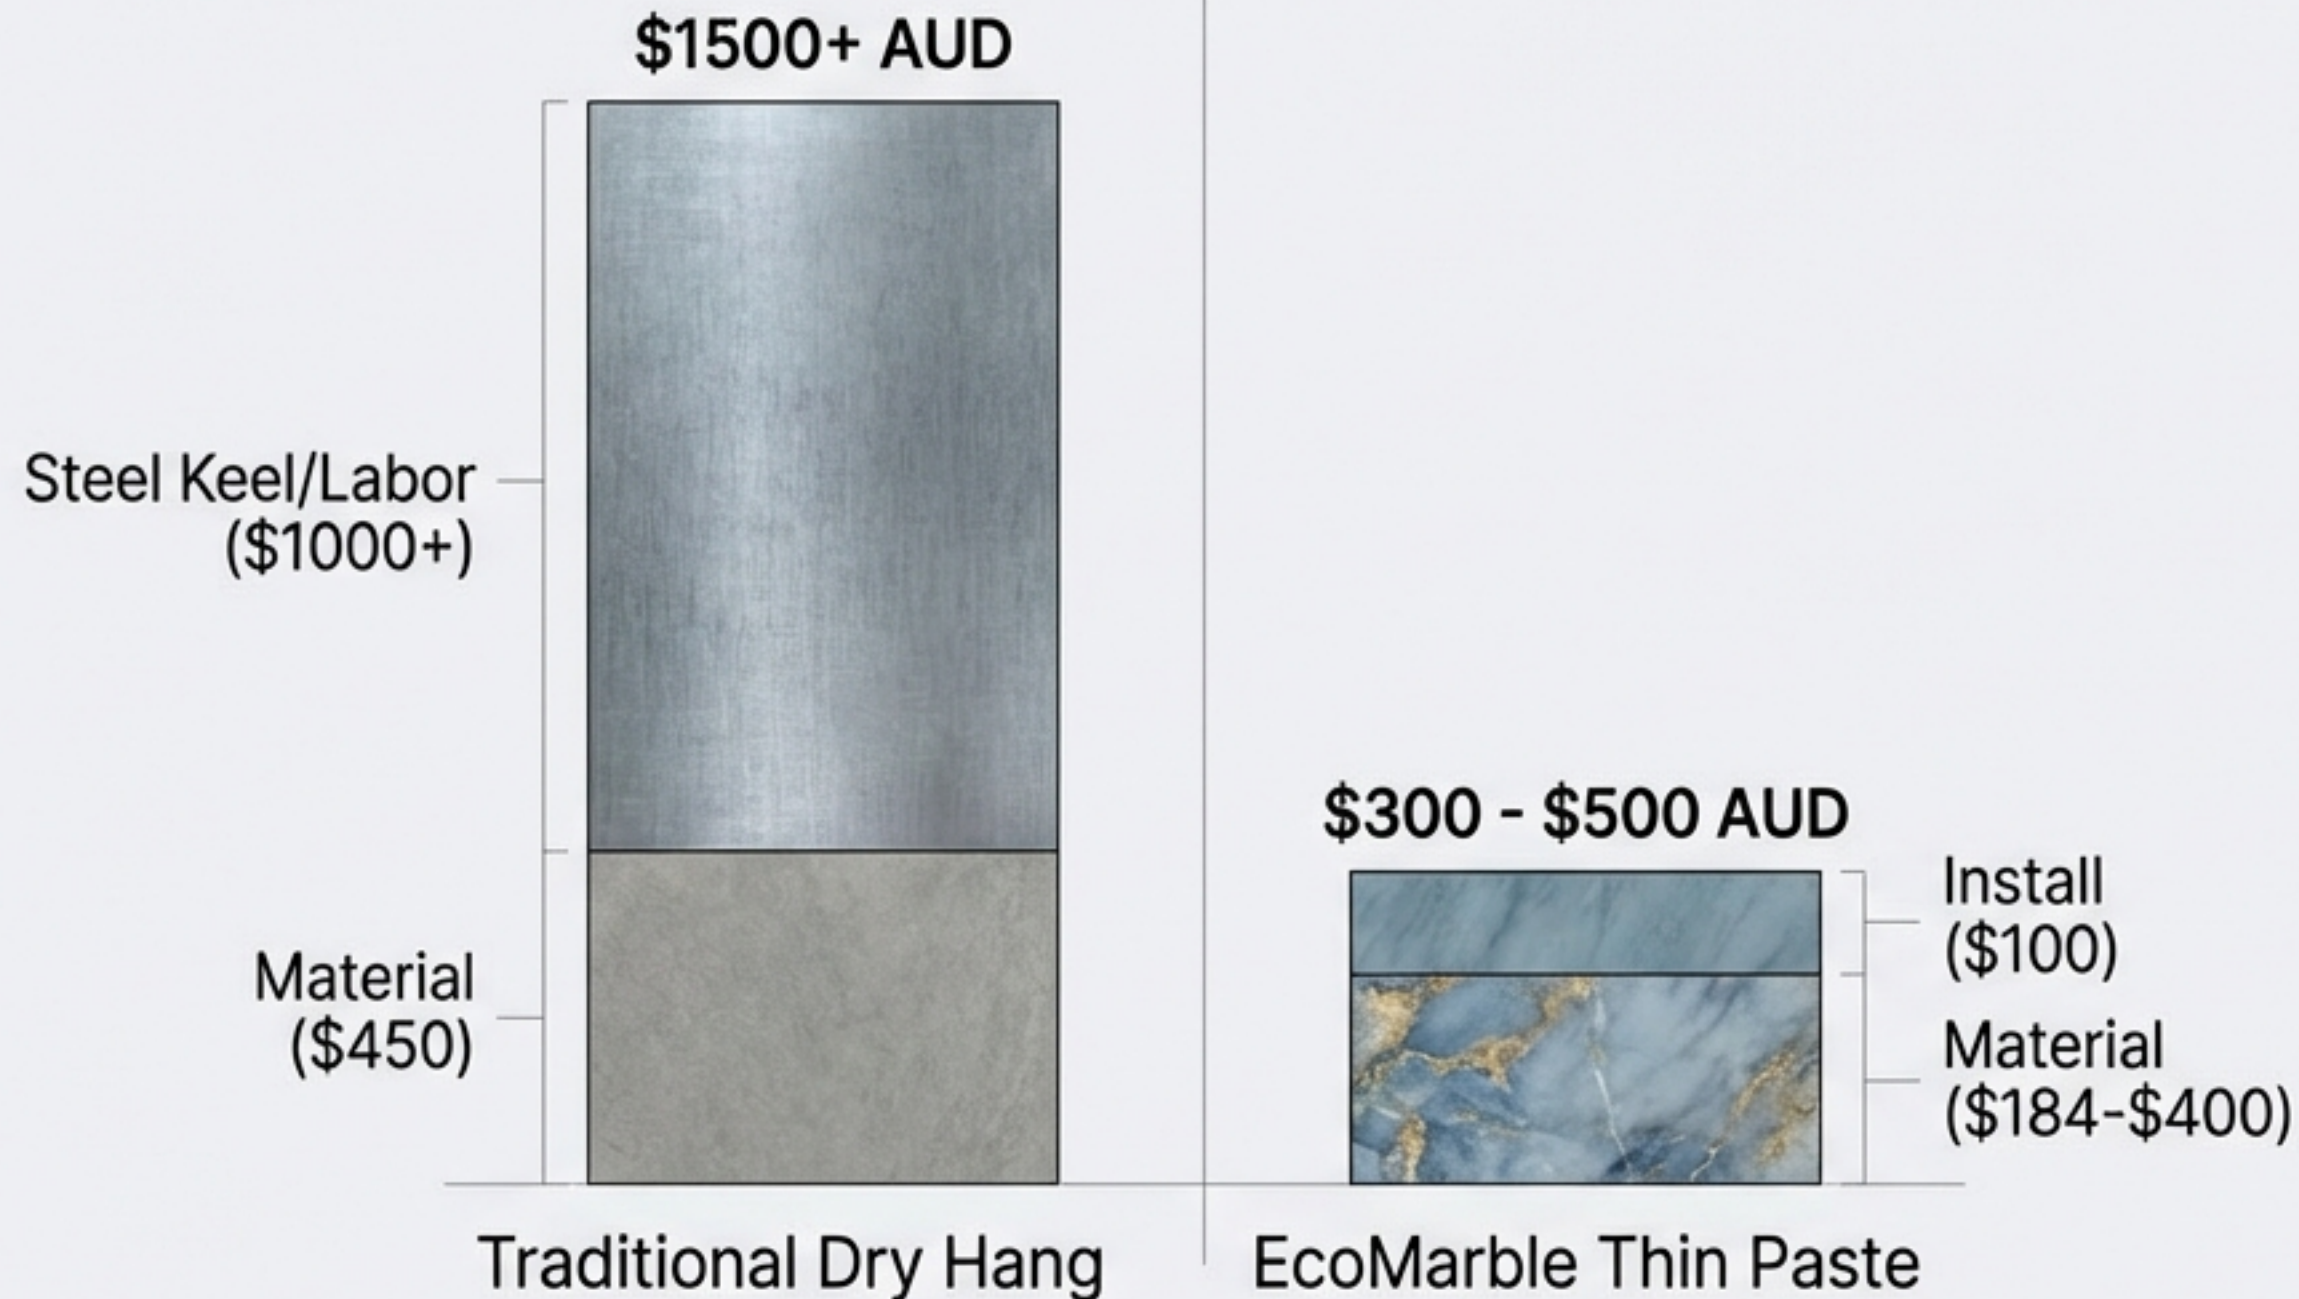 $1500+ AUD
Steel Keel/Labor
($1000+)
Material
($450)
Traditional Dry Hang
$300 - $500 AUD
Install
($100)
Material
($184-$400)
EcoMarble Thin Paste